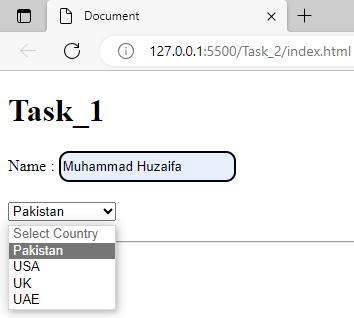 Document
127.0.0.1:5500/Task_2/index.html
Task_1
Name : Muhammad Huzaifa
Pakistan
Select Country
Pakistan
USA
UK
UAE